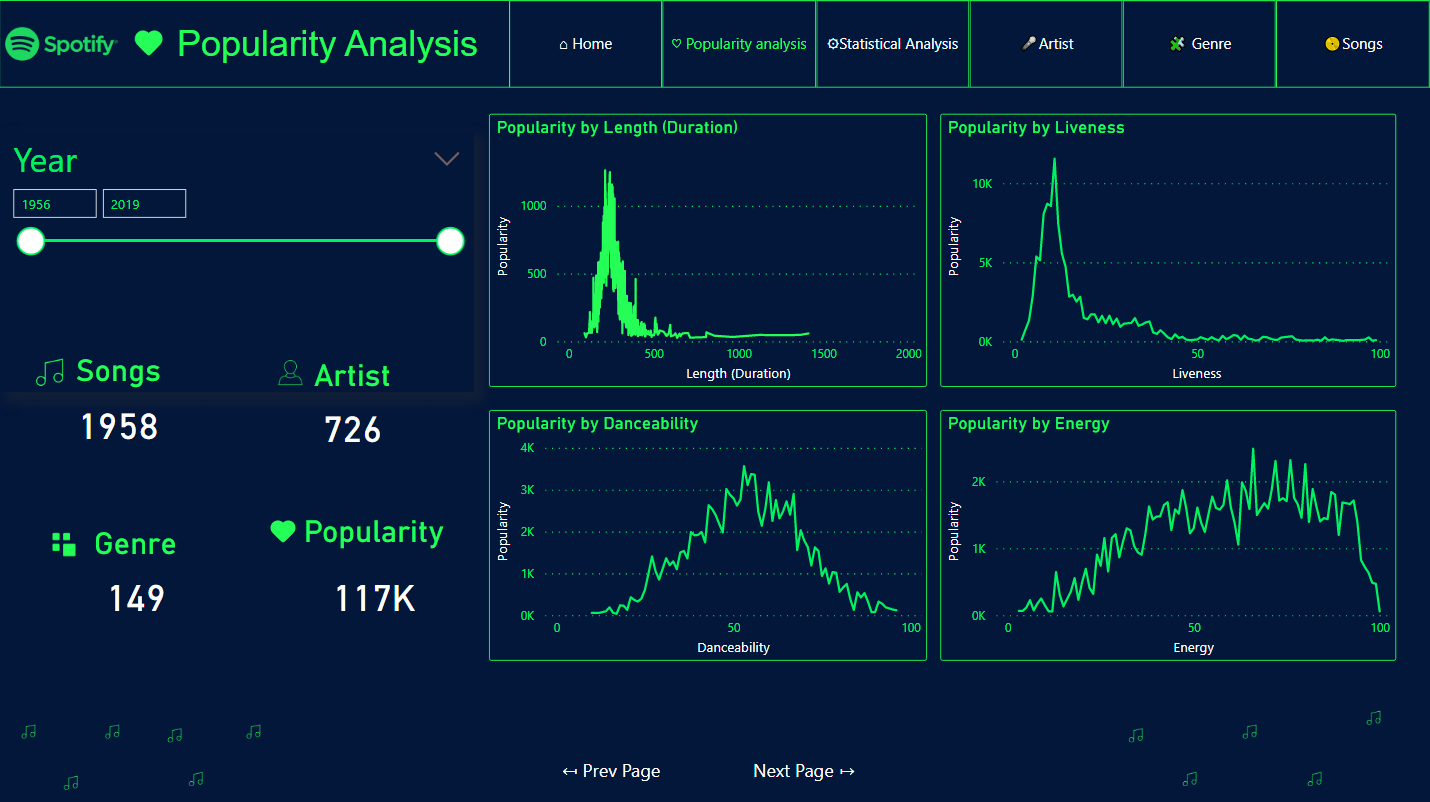 Spotify
Popularity Analysis
⌂ Home
♡ Popularity analysis
⚙Statistical Analysis
🎤Artist
🧩 Genre
📀Songs
Year
1956
2019
Songs
1958
Artist
726
Genre
149
Popularity
117K
Popularity by Length (Duration)
Popularity
1000
500
0
0 500 1000 1500 2000
Length (Duration)
Popularity by Liveness
Popularity
10K
5K
0K
0 50 100
Liveness
Popularity by Danceability
Popularity
4K
3K
2K
1K
0K
0 50 100
Danceability
Popularity by Energy
Popularity
2K
1K
0K
0 50 100
Energy
↤ Prev Page
Next Page ↦